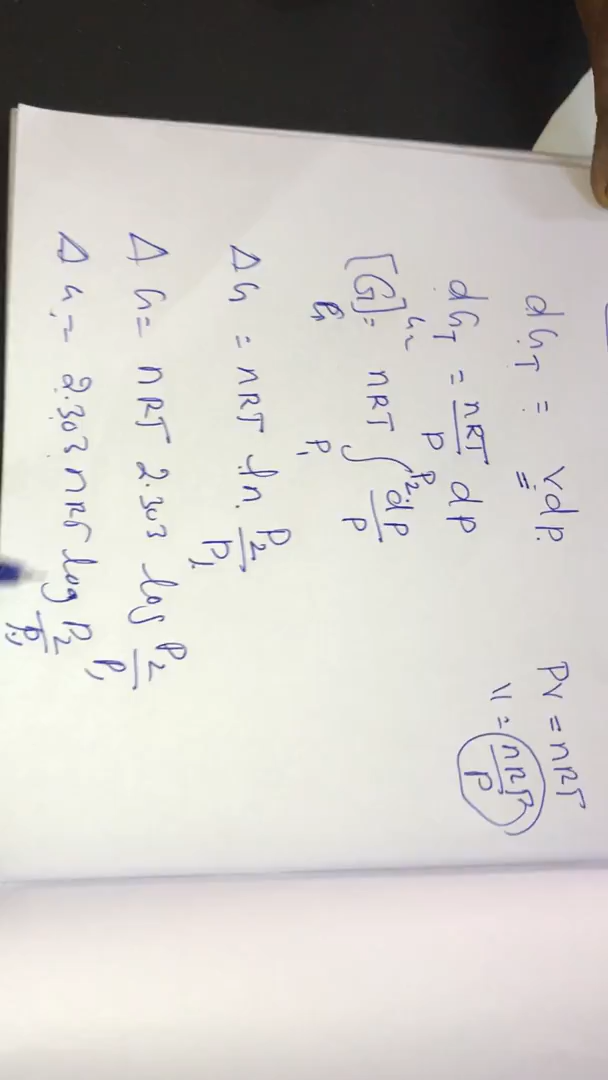 dG_T = VdP.
PV = nRT
V = nRT/P
dG_T = nRT/P dP
[G]_{G1}^{G2} = nRT ∫_{P1}^{P2} dP/P
ΔG = nRT ln P2/P1
ΔG = nRT 2.303 log P2/P1
ΔG = 2.303 nRT log P2/P1